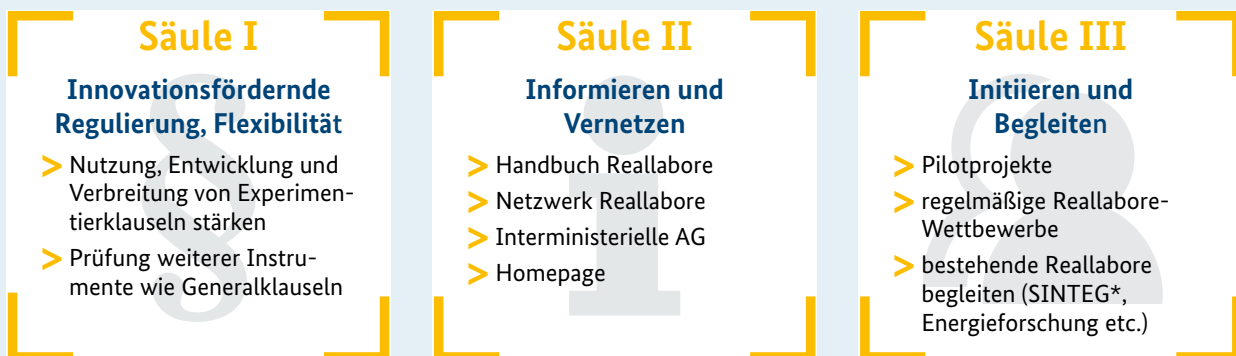 Säule I
Innovationsfördernde
Regulierung, Flexibilität
> Nutzung, Entwicklung und
Verbreitung von Experimen-
tierklauseln stärken
> Prüfung weiterer Instru-
mente wie Generalklauseln
Säule II
Informieren und
Vernetzen
> Handbuch Reallabore
> Netzwerk Reallabore
> Interministerielle AG
> Homepage
Säule III
Initiieren und
Begleiten
> Pilotprojekte
> regelmäßige Reallabore-
Wettbewerbe
> bestehende Reallabore
begleiten (SINTEG*,
Energieforschung etc.)